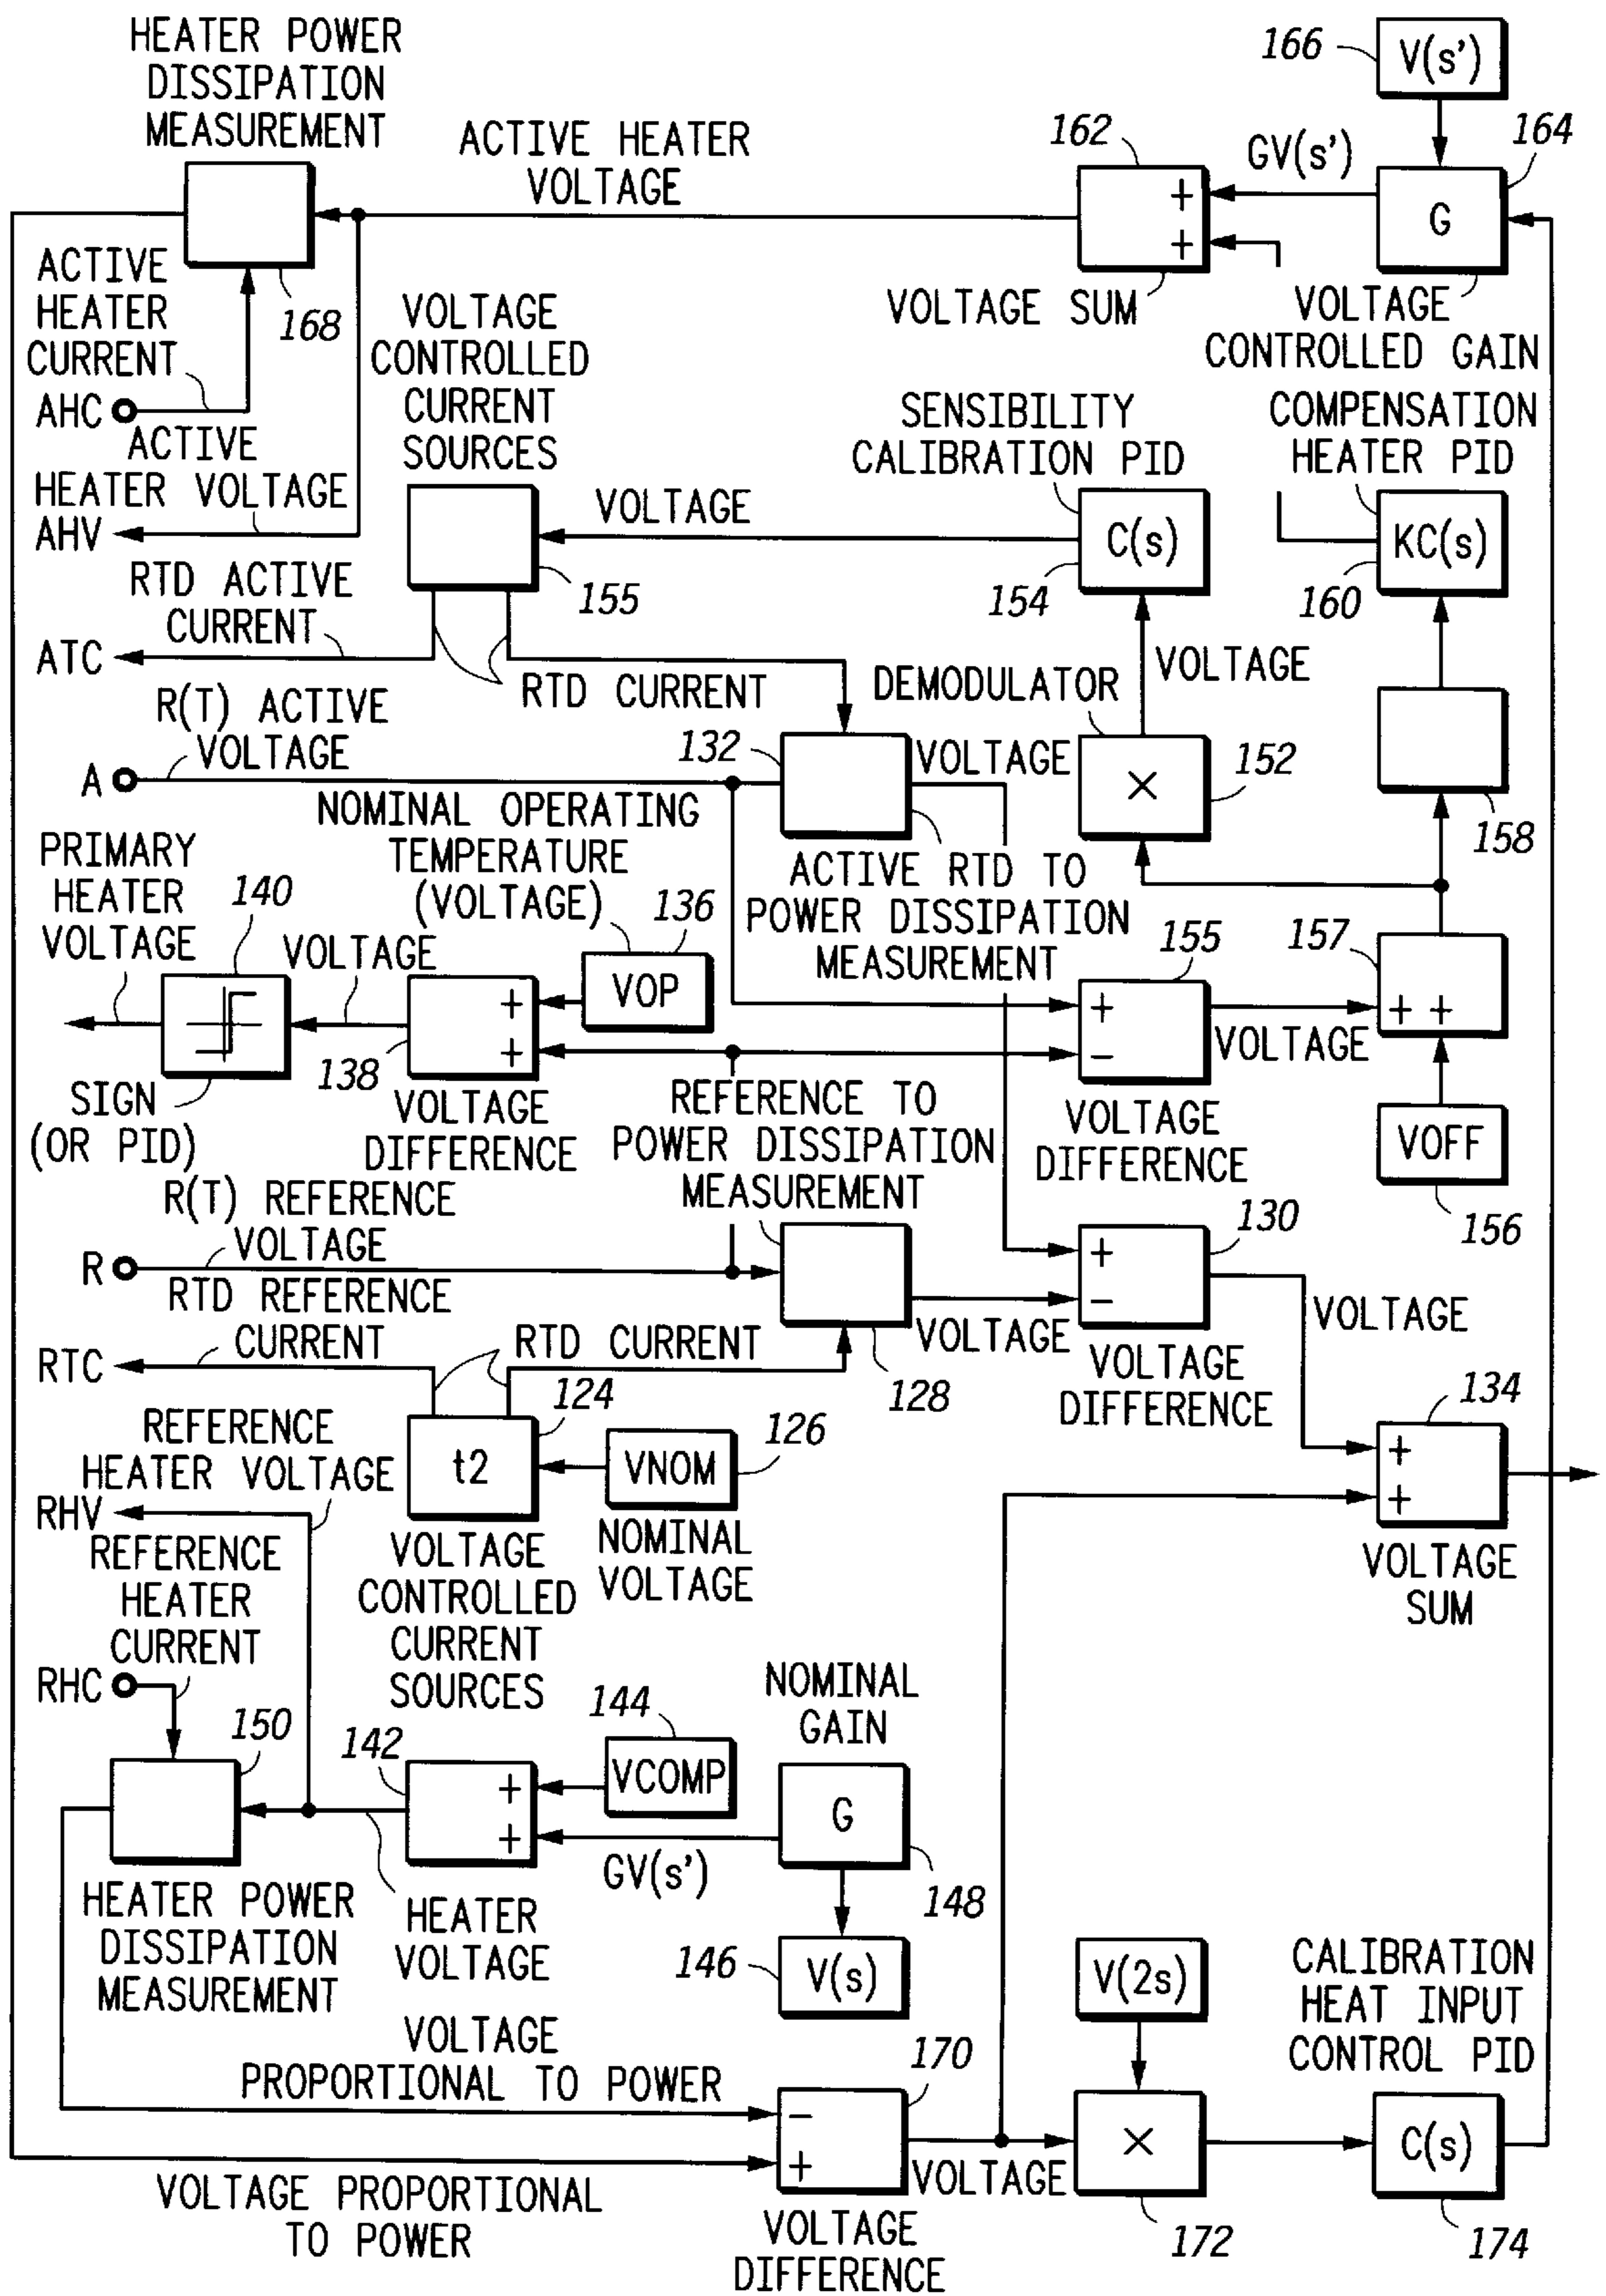 HEATER POWER
DISSIPATION
MEASUREMENT
166
V(s')
ACTIVE HEATER
VOLTAGE
162
GV(s')
164
+
+
G
ACTIVE
HEATER
CURRENT
168
VOLTAGE SUM
VOLTAGE
CONTROLLED GAIN
AHC
ACTIVE
HEATER VOLTAGE
AHV
VOLTAGE
CONTROLLED
CURRENT
SOURCES
SENSIBILITY
CALIBRATION PID
COMPENSATION
HEATER PID
VOLTAGE
C(s)
KC(s)
155
154
160
RTD ACTIVE
CURRENT
ATC
RTD CURRENT
DEMODULATOR
VOLTAGE
R(T) ACTIVE
VOLTAGE
132
VOLTAGE
×
152
A
158
NOMINAL OPERATING
TEMPERATURE
(VOLTAGE)
ACTIVE RTD TO
POWER DISSIPATION
MEASUREMENT
PRIMARY
HEATER
VOLTAGE
140
VOLTAGE
136
VOP
155
157
+
+
138
+
−
VOLTAGE
+ +
SIGN
(OR PID)
VOLTAGE
DIFFERENCE
REFERENCE TO
POWER DISSIPATION
MEASUREMENT
VOLTAGE
DIFFERENCE
VOFF
156
R(T) REFERENCE
VOLTAGE
R
RTD REFERENCE
CURRENT
RTC
RTD CURRENT
130
+
−
VOLTAGE
VOLTAGE
VOLTAGE
DIFFERENCE
128
124
126
134
REFERENCE
HEATER VOLTAGE
t2
VNOM
+
+
RHV
VOLTAGE
CONTROLLED
CURRENT
SOURCES
NOMINAL
VOLTAGE
VOLTAGE
SUM
REFERENCE
HEATER
CURRENT
RHC
150
142
144
VCOMP
NOMINAL
GAIN
+
+
G
GV(s')
148
HEATER POWER
DISSIPATION
MEASUREMENT
HEATER
VOLTAGE
146
V(s)
V(2s)
CALIBRATION
HEAT INPUT
CONTROL PID
VOLTAGE
PROPORTIONAL TO POWER
170
−
+
VOLTAGE
×
C(s)
VOLTAGE PROPORTIONAL
TO POWER
VOLTAGE
DIFFERENCE
172
174